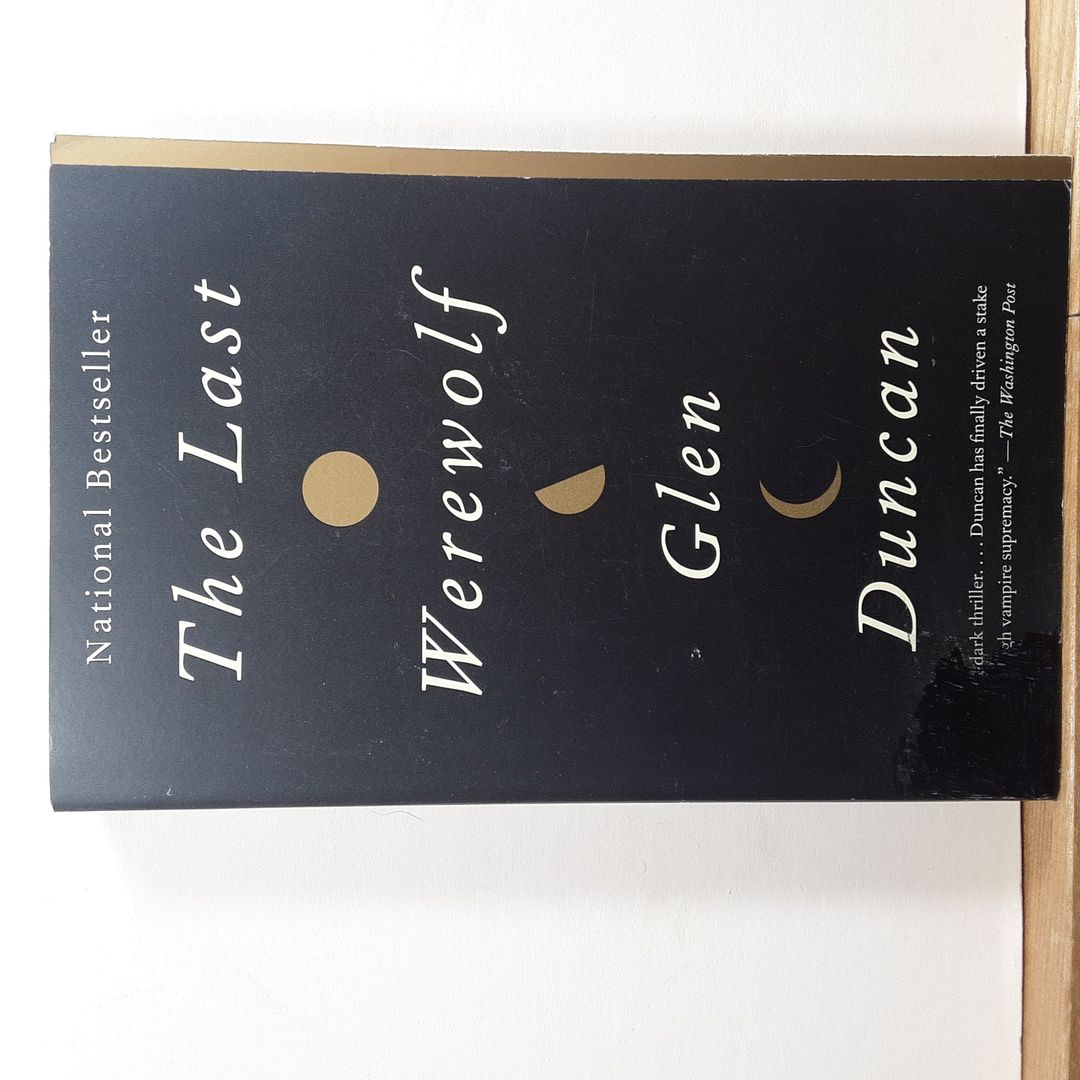 National Bestseller
The Last
Werewolf
Glen
Duncan
dark thriller. . . . Duncan has finally driven a stake
gh vampire supremacy.” —The Washington Post